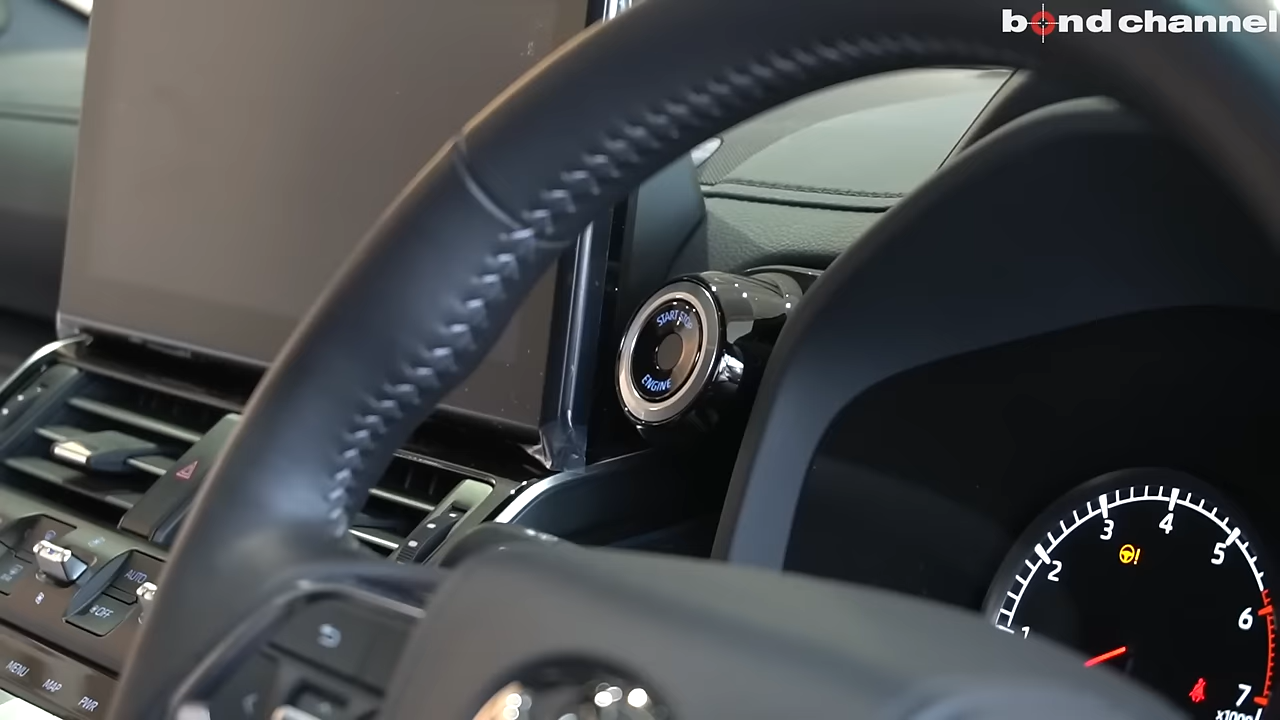 bond channel
START STOP
ENGINE
AUTO
OFF
MENU
MAP
PWR
1
2
3
4
5
6
7
x1000